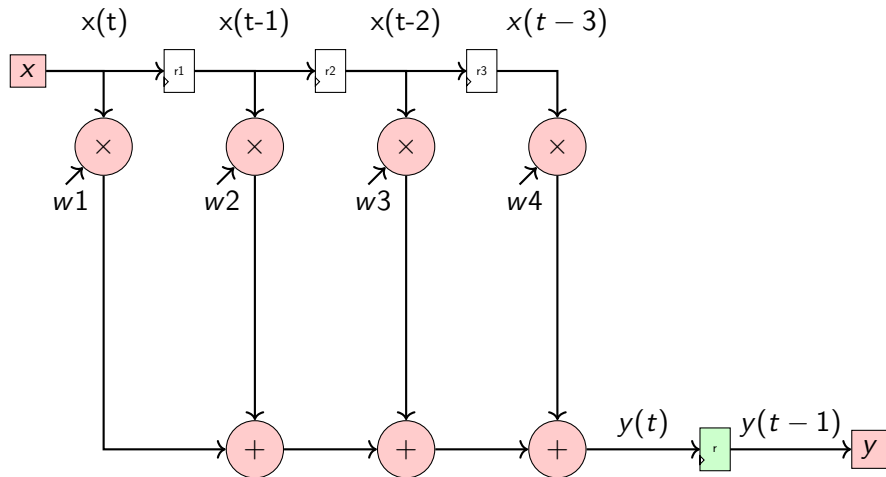 x(t) x(t-1) x(t-2) x(t − 3)
x r1 r2 r3
× × × ×
w1 w2 w3 w4
y(t) y(t − 1)
+ + + r y